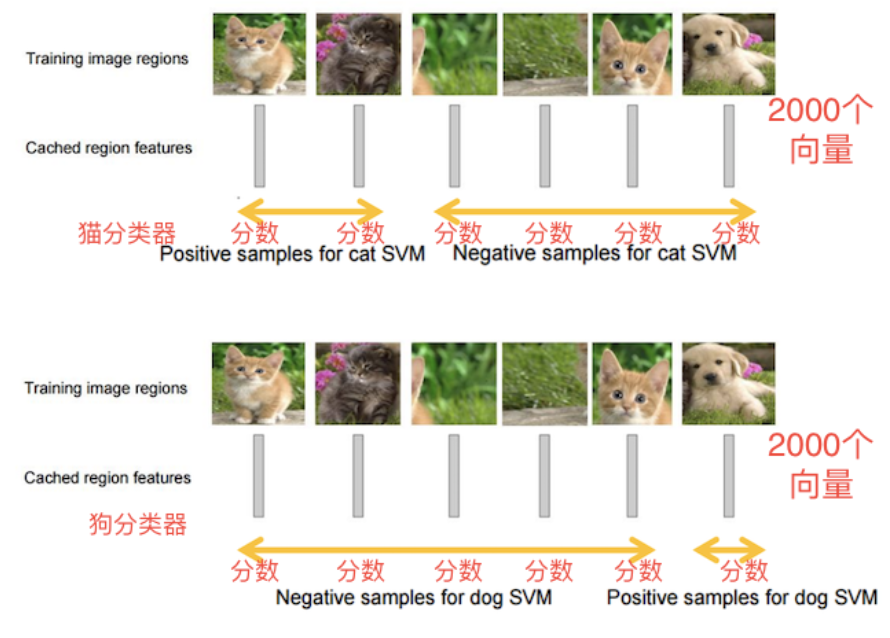 Training image regions
2000个
向量
Cached region features
猫分类器 分数 分数 分数 分数 分数 分数
Positive samples for cat SVM Negative samples for cat SVM
Training image regions
2000个
向量
Cached region features
狗分类器
分数 分数 分数 分数 分数 分数
Negative samples for dog SVM Positive samples for dog SVM